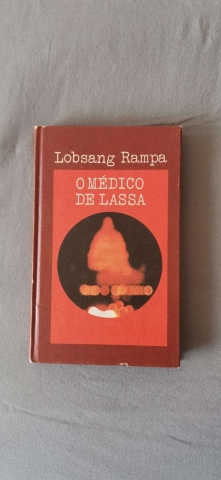 Lobsang Rampa
O MÉDICO
DE LASSA